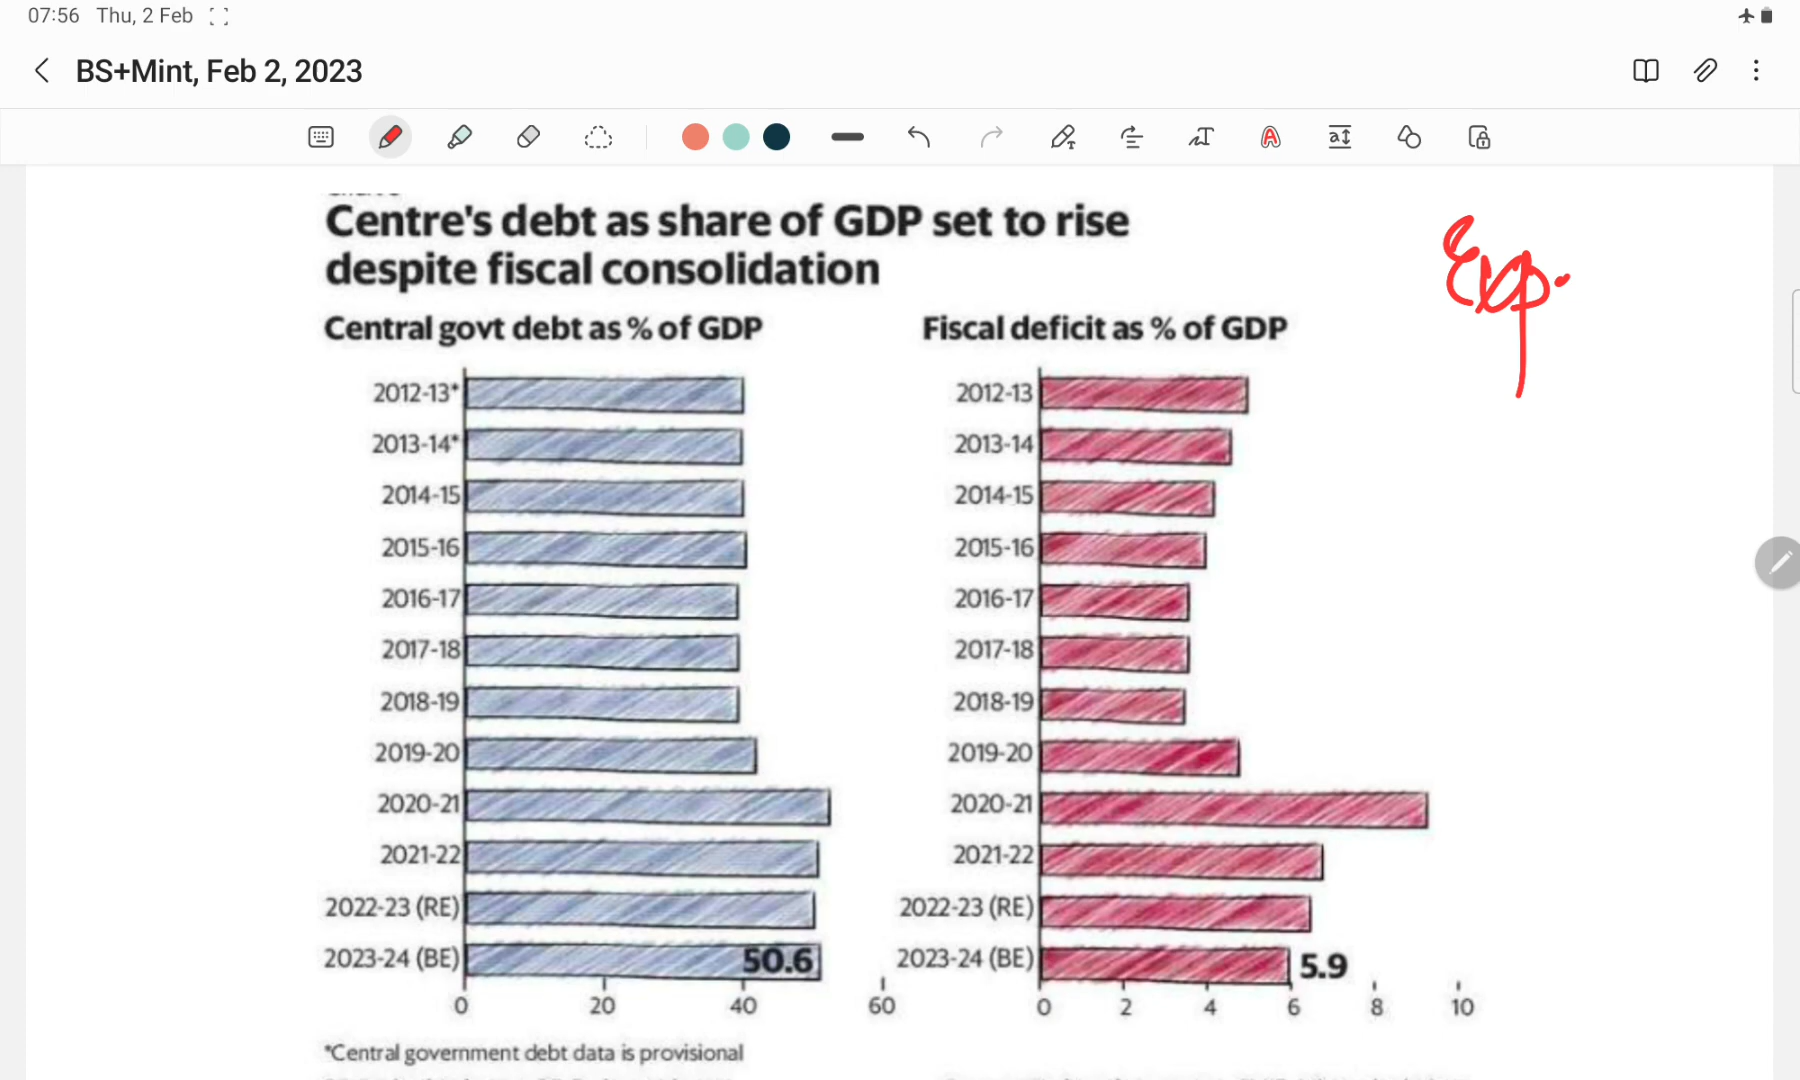 07:56 Thu, 2 Feb
BS+Mint, Feb 2, 2023
Centre's debt as share of GDP set to rise
despite fiscal consolidation
Exp.
Central govt debt as % of GDP
2012-13*
2013-14*
2014-15
2015-16
2016-17
2017-18
2018-19
2019-20
2020-21
2021-22
2022-23 (RE)
2023-24 (BE) 50.6
0 20 40 60
Fiscal deficit as % of GDP
2012-13
2013-14
2014-15
2015-16
2016-17
2017-18
2018-19
2019-20
2020-21
2021-22
2022-23 (RE)
2023-24 (BE) 5.9
0 2 4 6 8 10
*Central government debt data is provisional